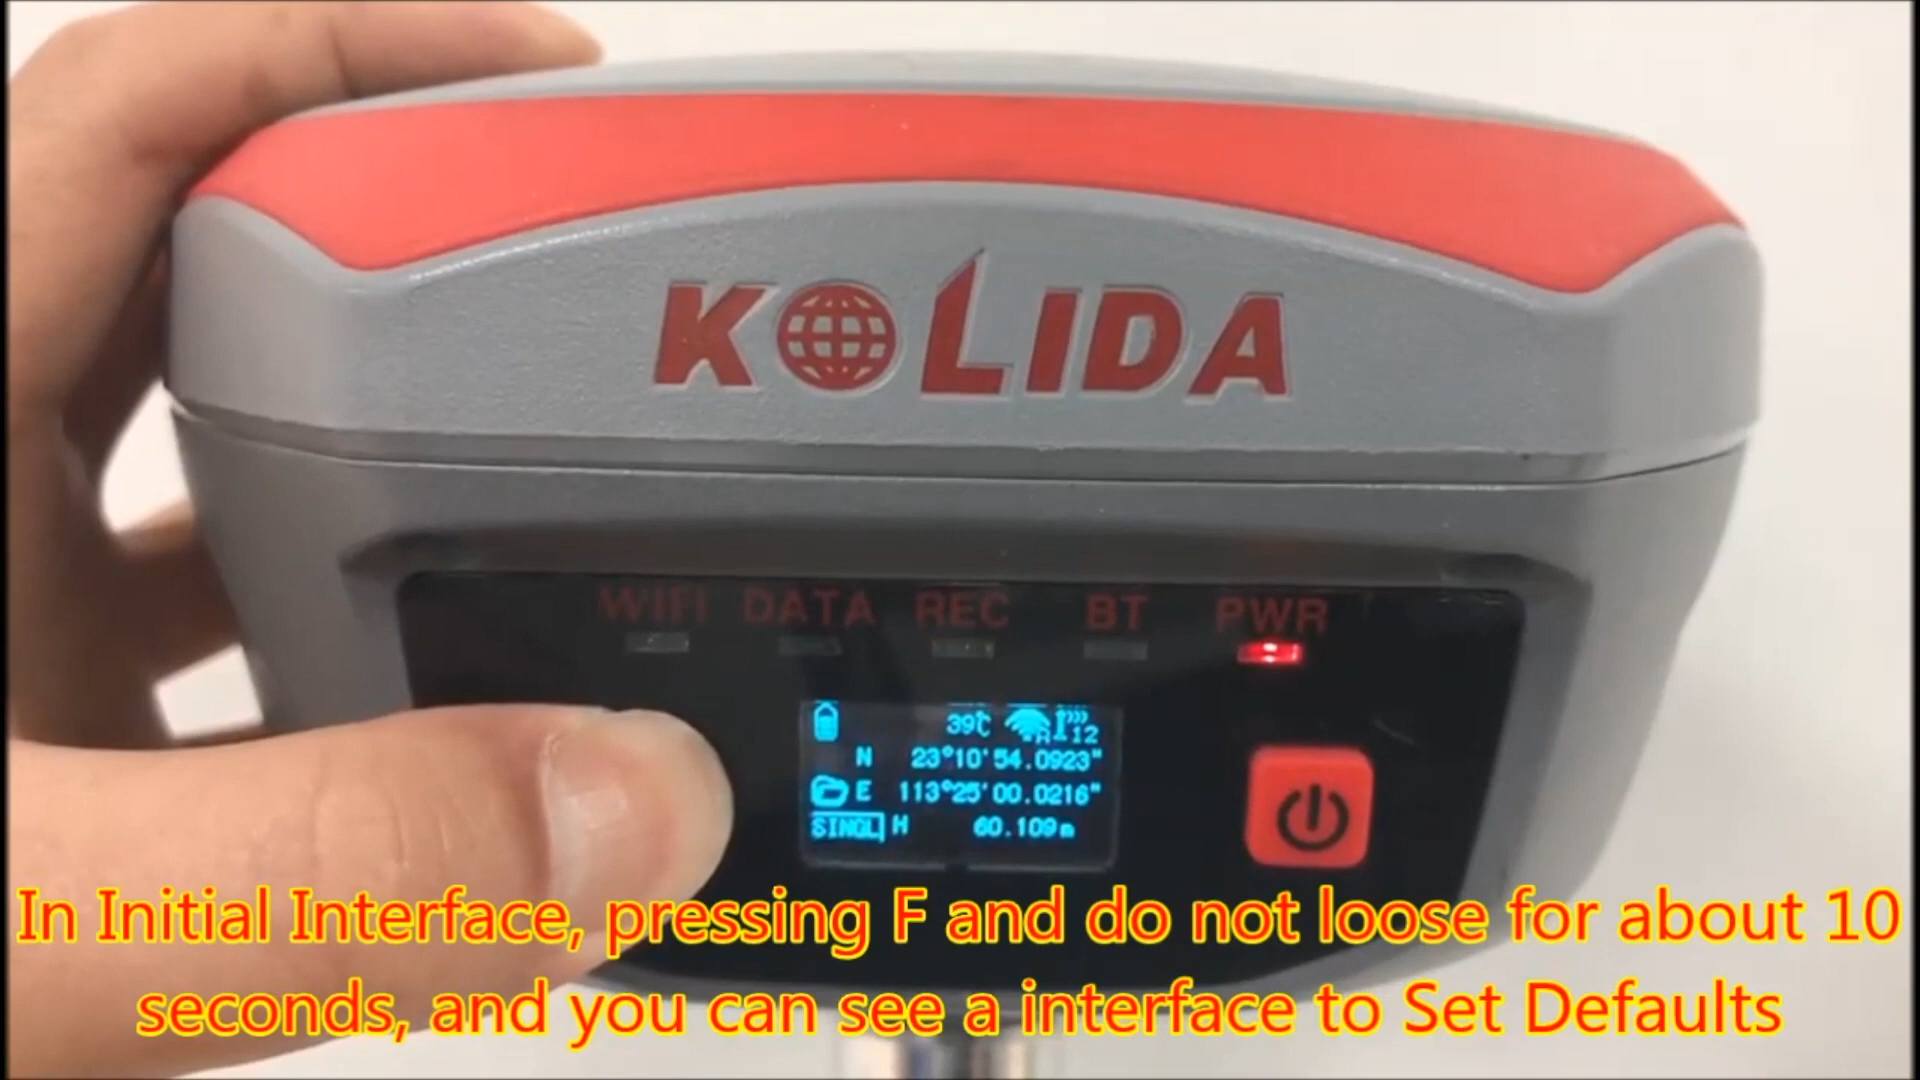 KOLIDA
WIFI DATA REC BT PWR
39℃ 12
N 23°10'54.0923"
E 113°25'00.0216"
SINGL H 60.109m
In Initial Interface, pressing F and do not loose for about 10
seconds, and you can see a interface to Set Defaults